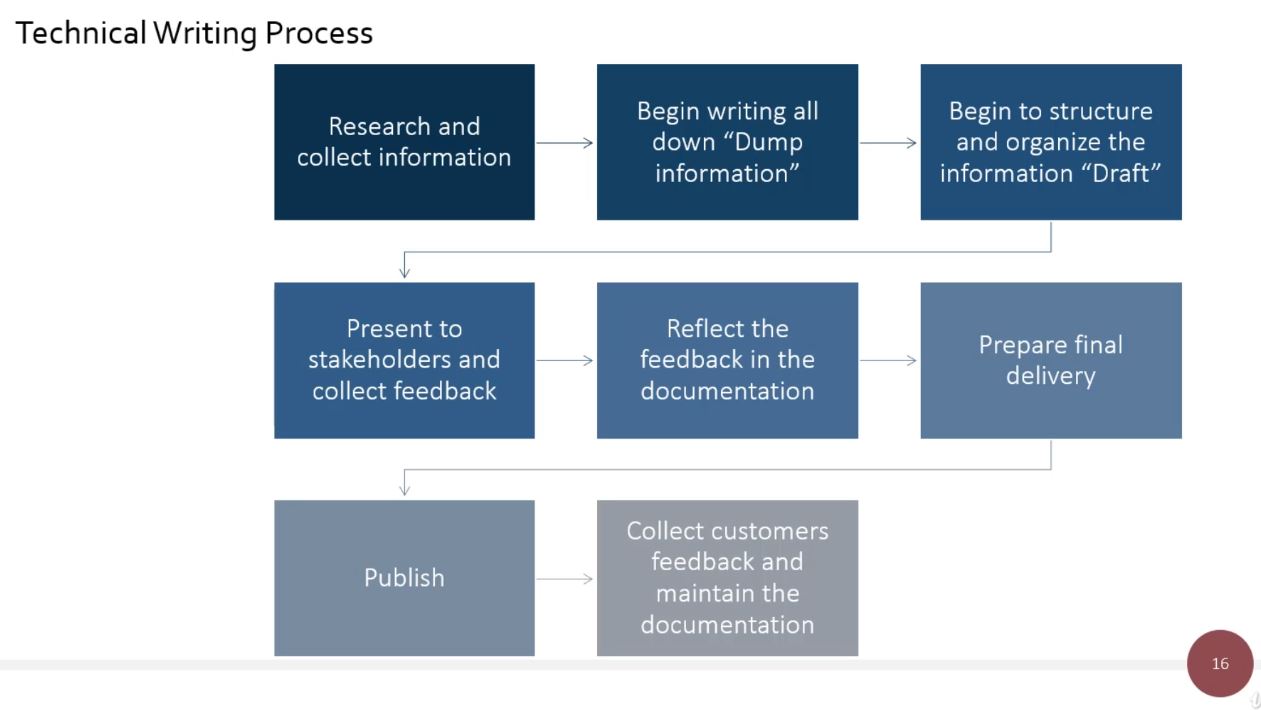 Technical Writing Process
Research and
collect information
Begin writing all
down “Dump
information”
Begin to structure
and organize the
information “Draft”
Present to
stakeholders and
collect feedback
Reflect the
feedback in the
documentation
Prepare final
delivery
Publish
Collect customers
feedback and
maintain the
documentation
16